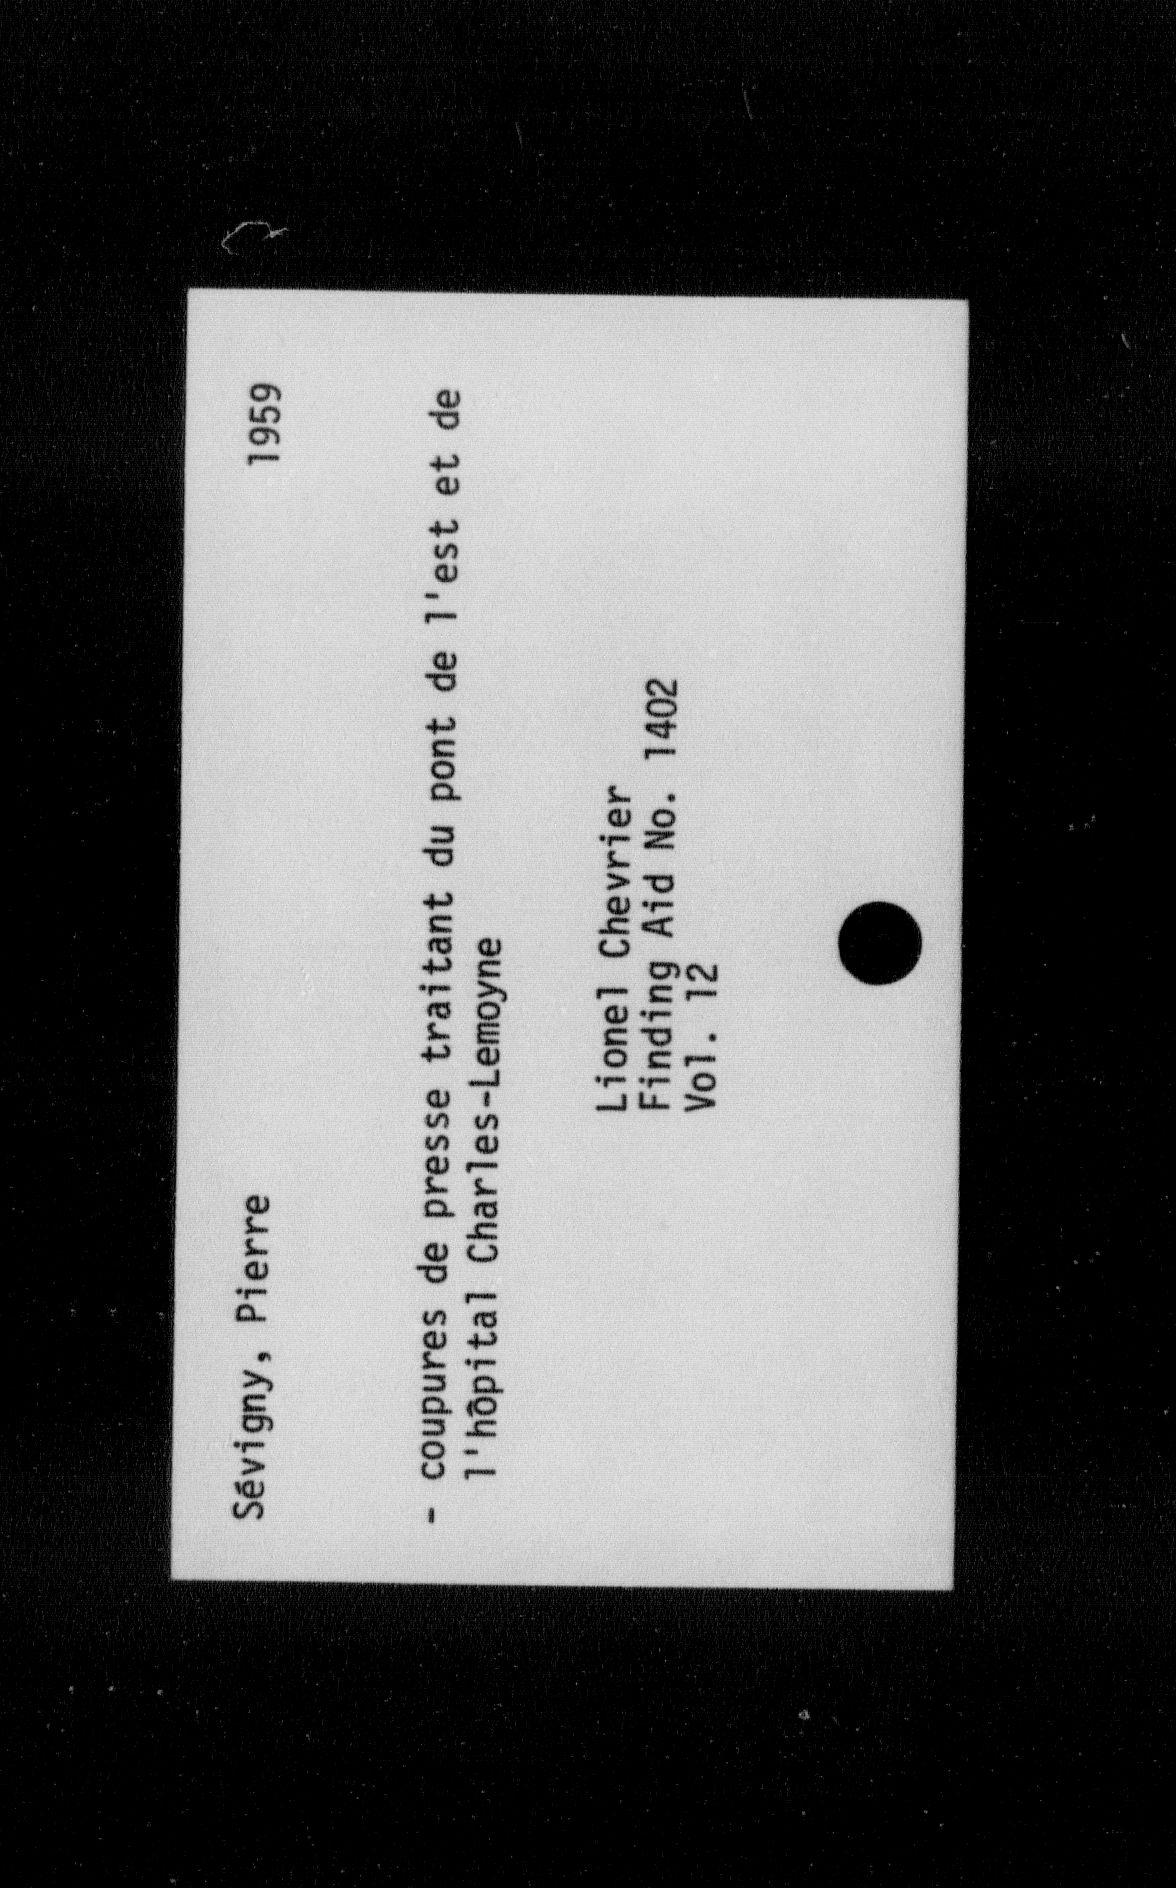 Sévigny, Pierre 1959
- coupures de presse traitant du pont de l'est et de
l'hôpital Charles-Lemoyne
Lionel Chevrier
Finding Aid No. 1402
Vol. 12